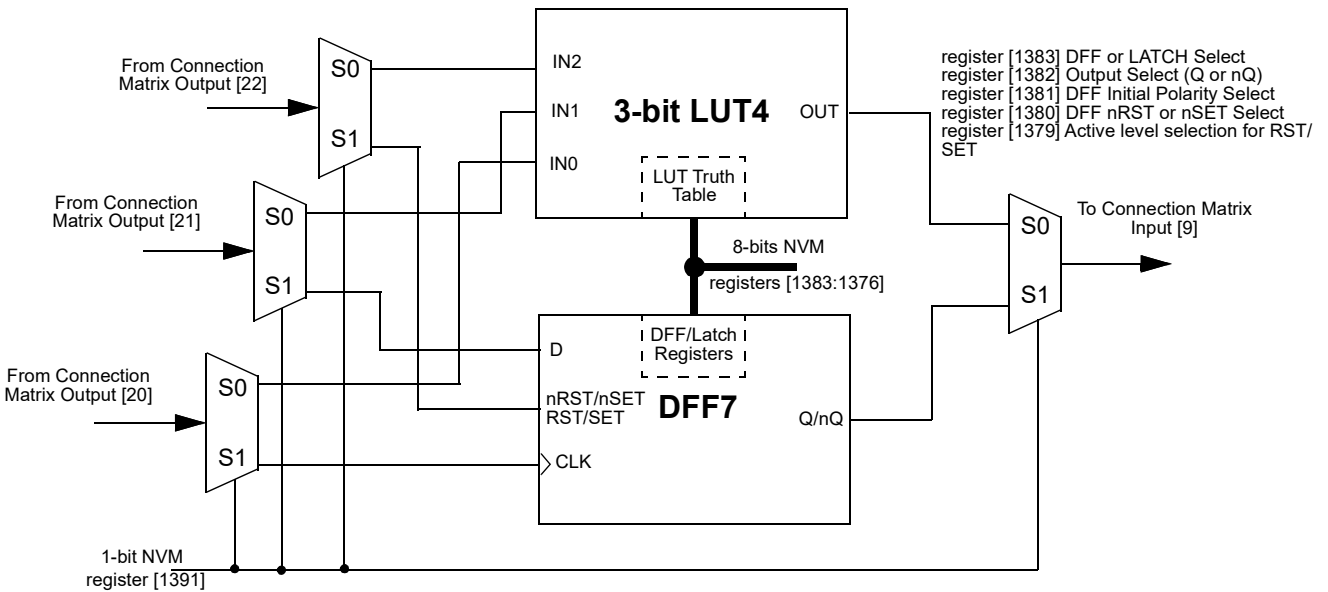 From Connection
Matrix Output [22]
S0
S1
IN2
IN1
IN0
3-bit LUT4
OUT
LUT Truth
Table
register [1383] DFF or LATCH Select
register [1382] Output Select (Q or nQ)
register [1381] DFF Initial Polarity Select
register [1380] DFF nRST or nSET Select
register [1379] Active level selection for RST/
SET
From Connection
Matrix Output [21]
S0
S1
8-bits NVM
registers [1383:1376]
S0
S1
To Connection Matrix
Input [9]
From Connection
Matrix Output [20]
S0
S1
D
nRST/nSET
RST/SET
CLK
DFF/Latch
Registers
DFF7
Q/nQ
1-bit NVM
register [1391]